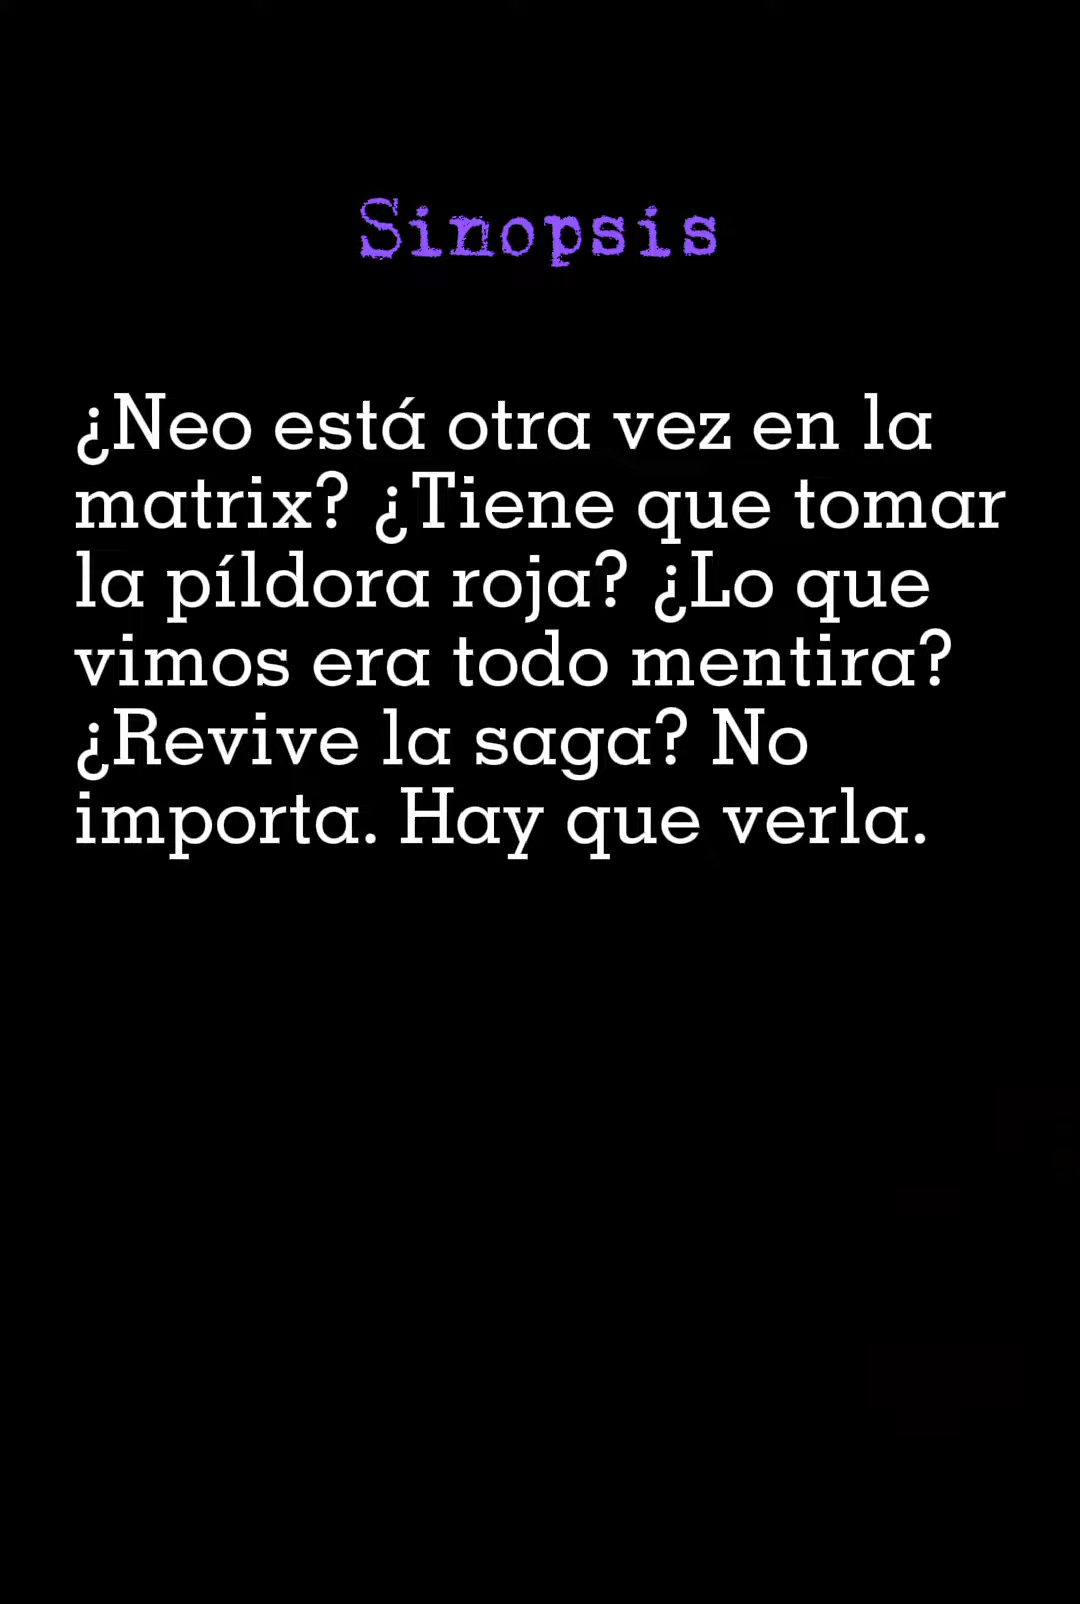 Sinopsis
¿Neo está otra vez en la
matrix? ¿Tiene que tomar
la píldora roja? ¿Lo que
vimos era todo mentira?
¿Revive la saga? No
importa. Hay que verla.